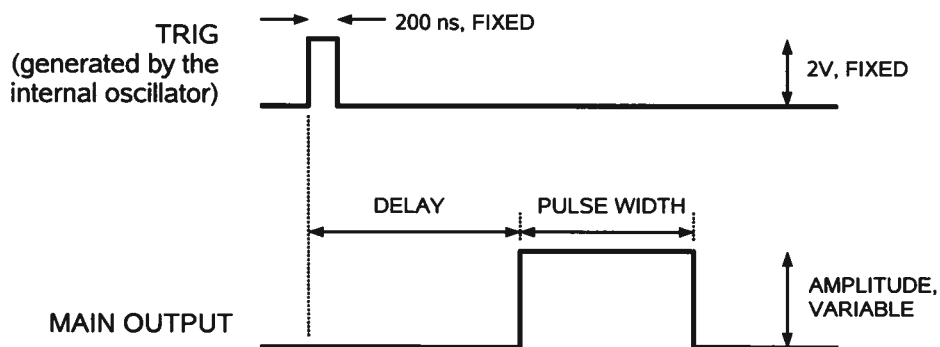 TRIG
(generated by the
internal oscillator)
200 ns, FIXED
2V, FIXED
DELAY
PULSE WIDTH
AMPLITUDE,
VARIABLE
MAIN OUTPUT